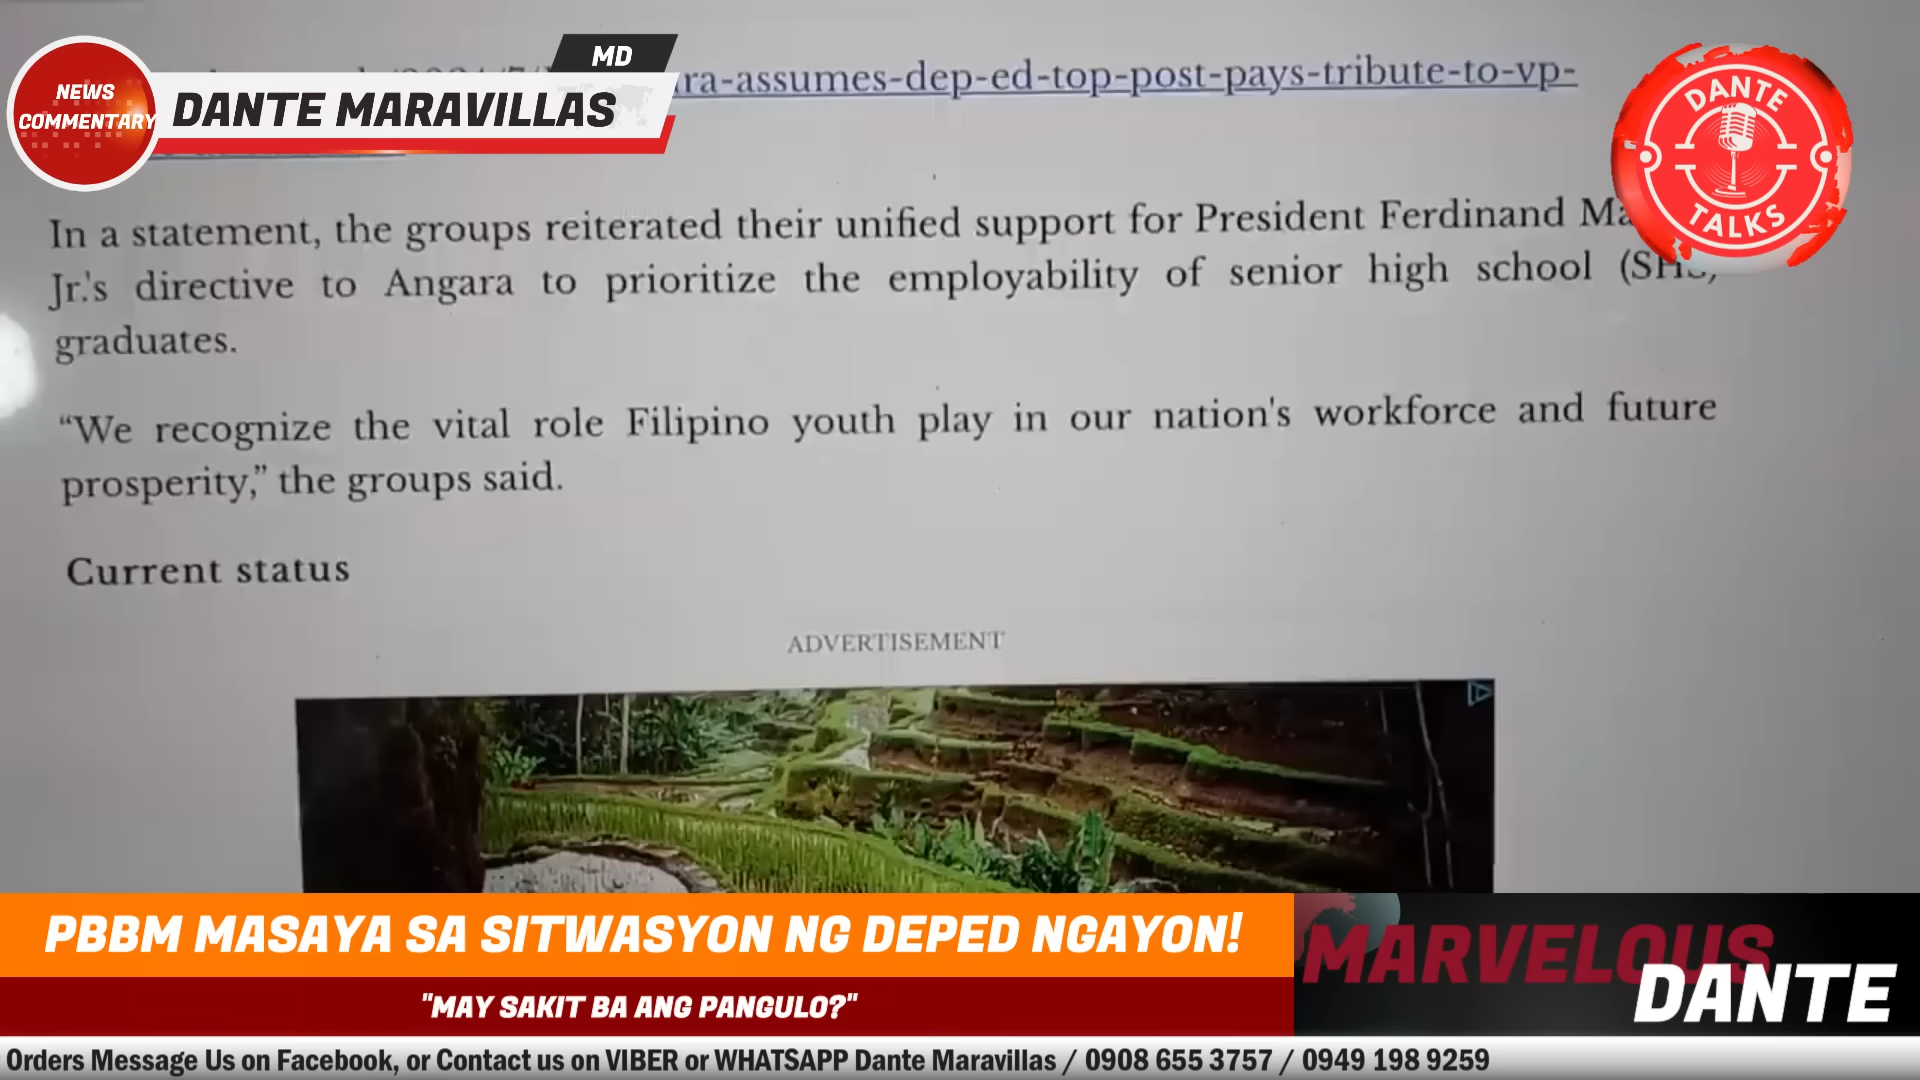 MD
NEWS
COMMENTARY
DANTE MARAVILLAS
ra-assumes-dep-ed-top-post-pays-tribute-to-vp-
DANTE
TALKS
In a statement, the groups reiterated their unified support for President Ferdinand
Jr.'s directive to Angara to prioritize the employability of senior high school
graduates.
“We recognize the vital role Filipino youth play in our nation's workforce and future
prosperity,” the groups said.
Current status
ADVERTISEMENT
PBBM MASAYA SA SITWASYON NG DEPED NGAYON!
"MAY SAKIT BA ANG PANGULO?"
MARVELOUS
DANTE
Orders Message Us on Facebook, or Contact us on VIBER or WHATSAPP Dante Maravillas / 0908 655 3757 / 0949 198 9259